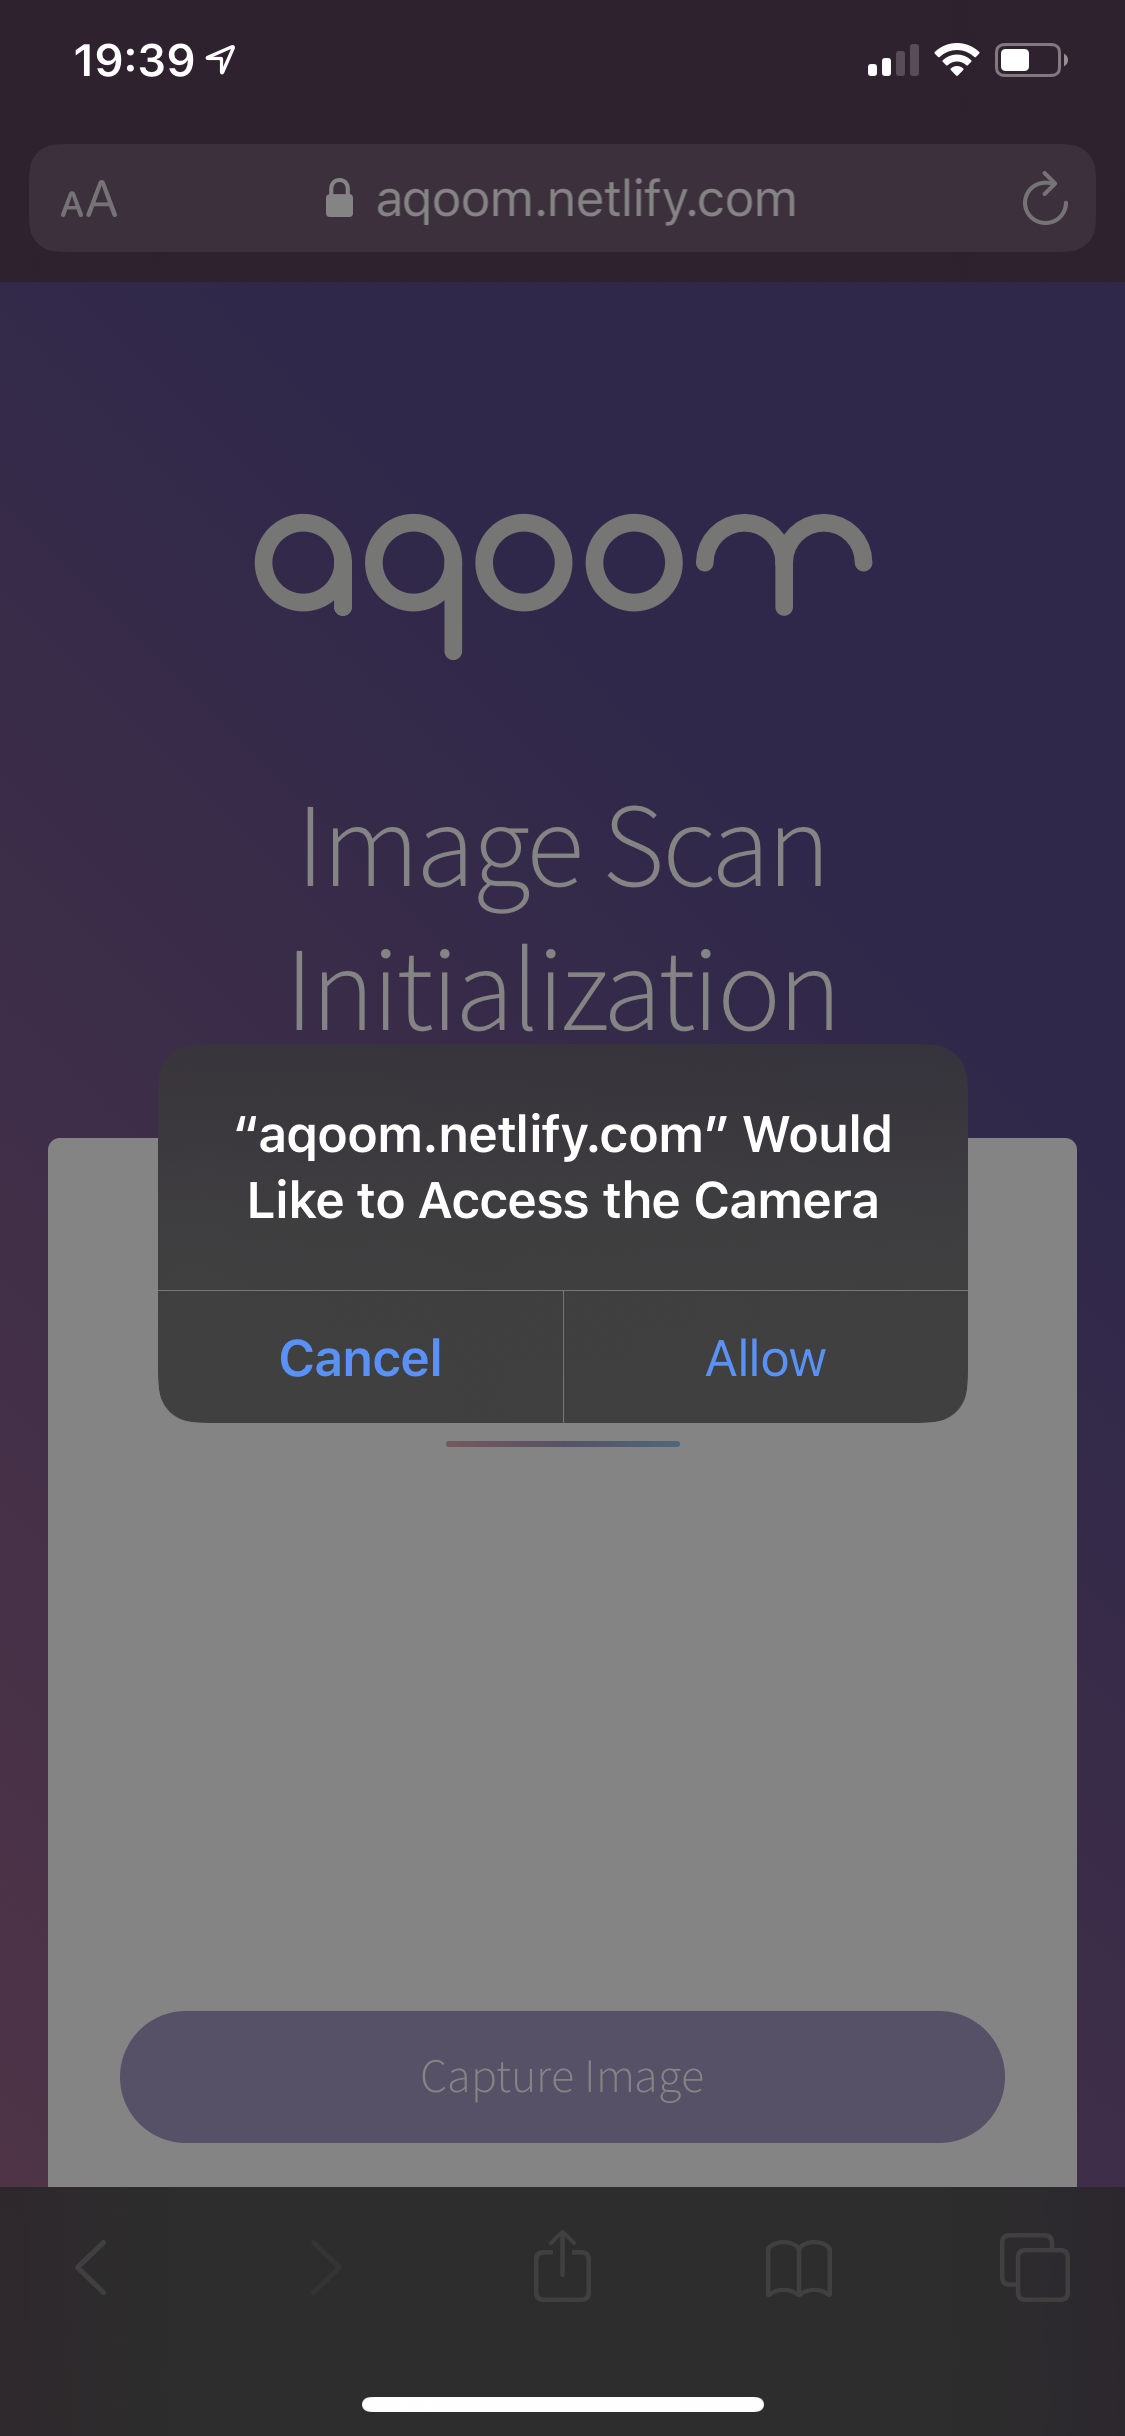 19:39
AA aqoom.netlify.com
aqoom
Image Scan
Initialization
“aqoom.netlify.com” Would
Like to Access the Camera
Cancel Allow
Capture Image